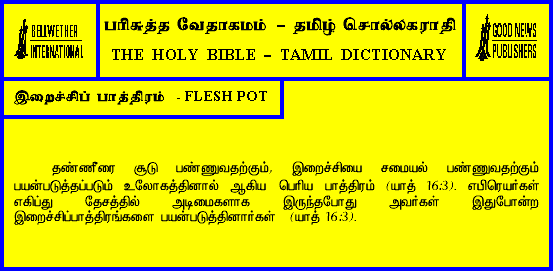 BELLWETHER
INTERNATIONAL
பரிசுத்த வேதாகமம் – தமிழ் சொல்லகராதி
THE HOLY BIBLE – TAMIL DICTIONARY
GOOD NEWS
PUBLISHERS
இறைச்சிப் பாத்திரம் - FLESH POT
தண்ணீரை சூடு பண்ணுவதற்கும், இறைச்சியை சமையல் பண்ணுவதற்கும்
பயன்படுத்தப்படும் உலோகத்தினால் ஆகிய பெரிய பாத்திரம் (யாத் 16:3). எபிரெயர்கள்
எகிப்து தேசத்தில் அடிமைகளாக இருந்தபோது அவர்கள் இதுபோன்ற
இறைச்சிப்பாத்திரங்களை பயன்படுத்தினார்கள் (யாத் 16:3).